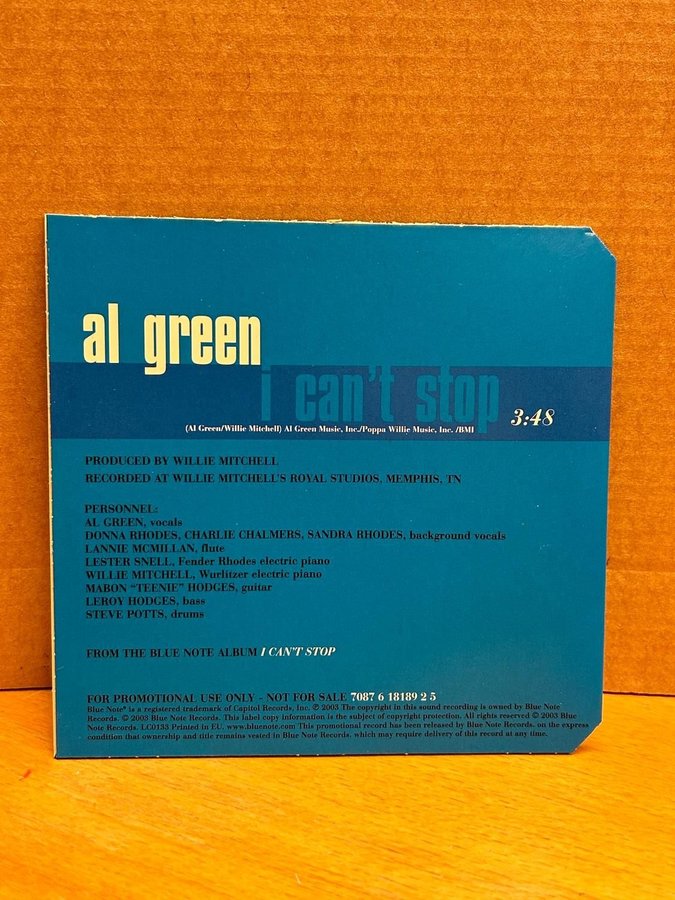 al green
i can't stop 3:48
(Al Green/Willie Mitchell) Al Green Music, Inc./Poppa Willie Music, Inc. /BMI
PRODUCED BY WILLIE MITCHELL
RECORDED AT WILLIE MITCHELL'S ROYAL STUDIOS, MEMPHIS, TN
PERSONNEL:
AL GREEN, vocals
DONNA RHODES, CHARLIE CHALMERS, SANDRA RHODES, background vocals
LANNIE MCMILLAN, flute
LESTER SNELL, Fender Rhodes electric piano
WILLIE MITCHELL, Wurlitzer electric piano
MABON "TEENIE" HODGES, guitar
LEROY HODGES, bass
STEVE POTTS, drums
FROM THE BLUE NOTE ALBUM I CAN'T STOP
FOR PROMOTIONAL USE ONLY - NOT FOR SALE 7087 6 18189 2 5
Blue Note® is a registered trademark of Capitol Records, Inc. ℗ 2003 The copyright in this sound recording is owned by Blue Note
Records. © 2003 Blue Note Records. This label copy information is the subject of copyright protection. All rights reserved © 2003 Blue
Note Records. LC0133 Printed in EU. www.bluenote.com This promotional record has been released by Blue Note Records. on the express
condition that ownership and title remains vested in Blue Note Records, which may require delivery of this record at any time.